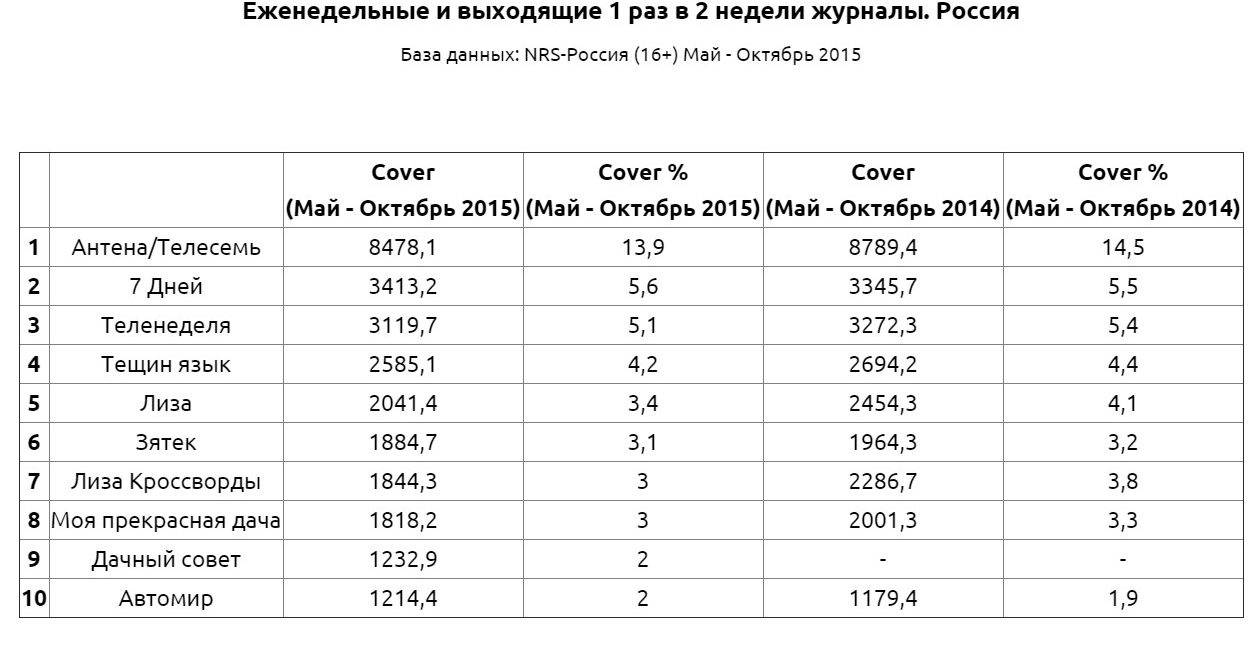 Еженедельные и выходящие 1 раз в 2 недели журналы. Россия
База данных: NRS-Россия (16+) Май - Октябрь 2015
Cover Cover % Cover Cover %
(Май - Октябрь 2015) (Май - Октябрь 2015) (Май - Октябрь 2014) (Май - Октябрь 2014)
1 Антена/Телесемь 8478,1 13,9 8789,4 14,5
2 7 Дней 3413,2 5,6 3345,7 5,5
3 Теленеделя 3119,7 5,1 3272,3 5,4
4 Тещин язык 2585,1 4,2 2694,2 4,4
5 Лиза 2041,4 3,4 2454,3 4,1
6 Зятек 1884,7 3,1 1964,3 3,2
7 Лиза Кроссворды 1844,3 3 2286,7 3,8
8 Моя прекрасная дача 1818,2 3 2001,3 3,3
9 Дачный совет 1232,9 2 - -
10 Автомир 1214,4 2 1179,4 1,9